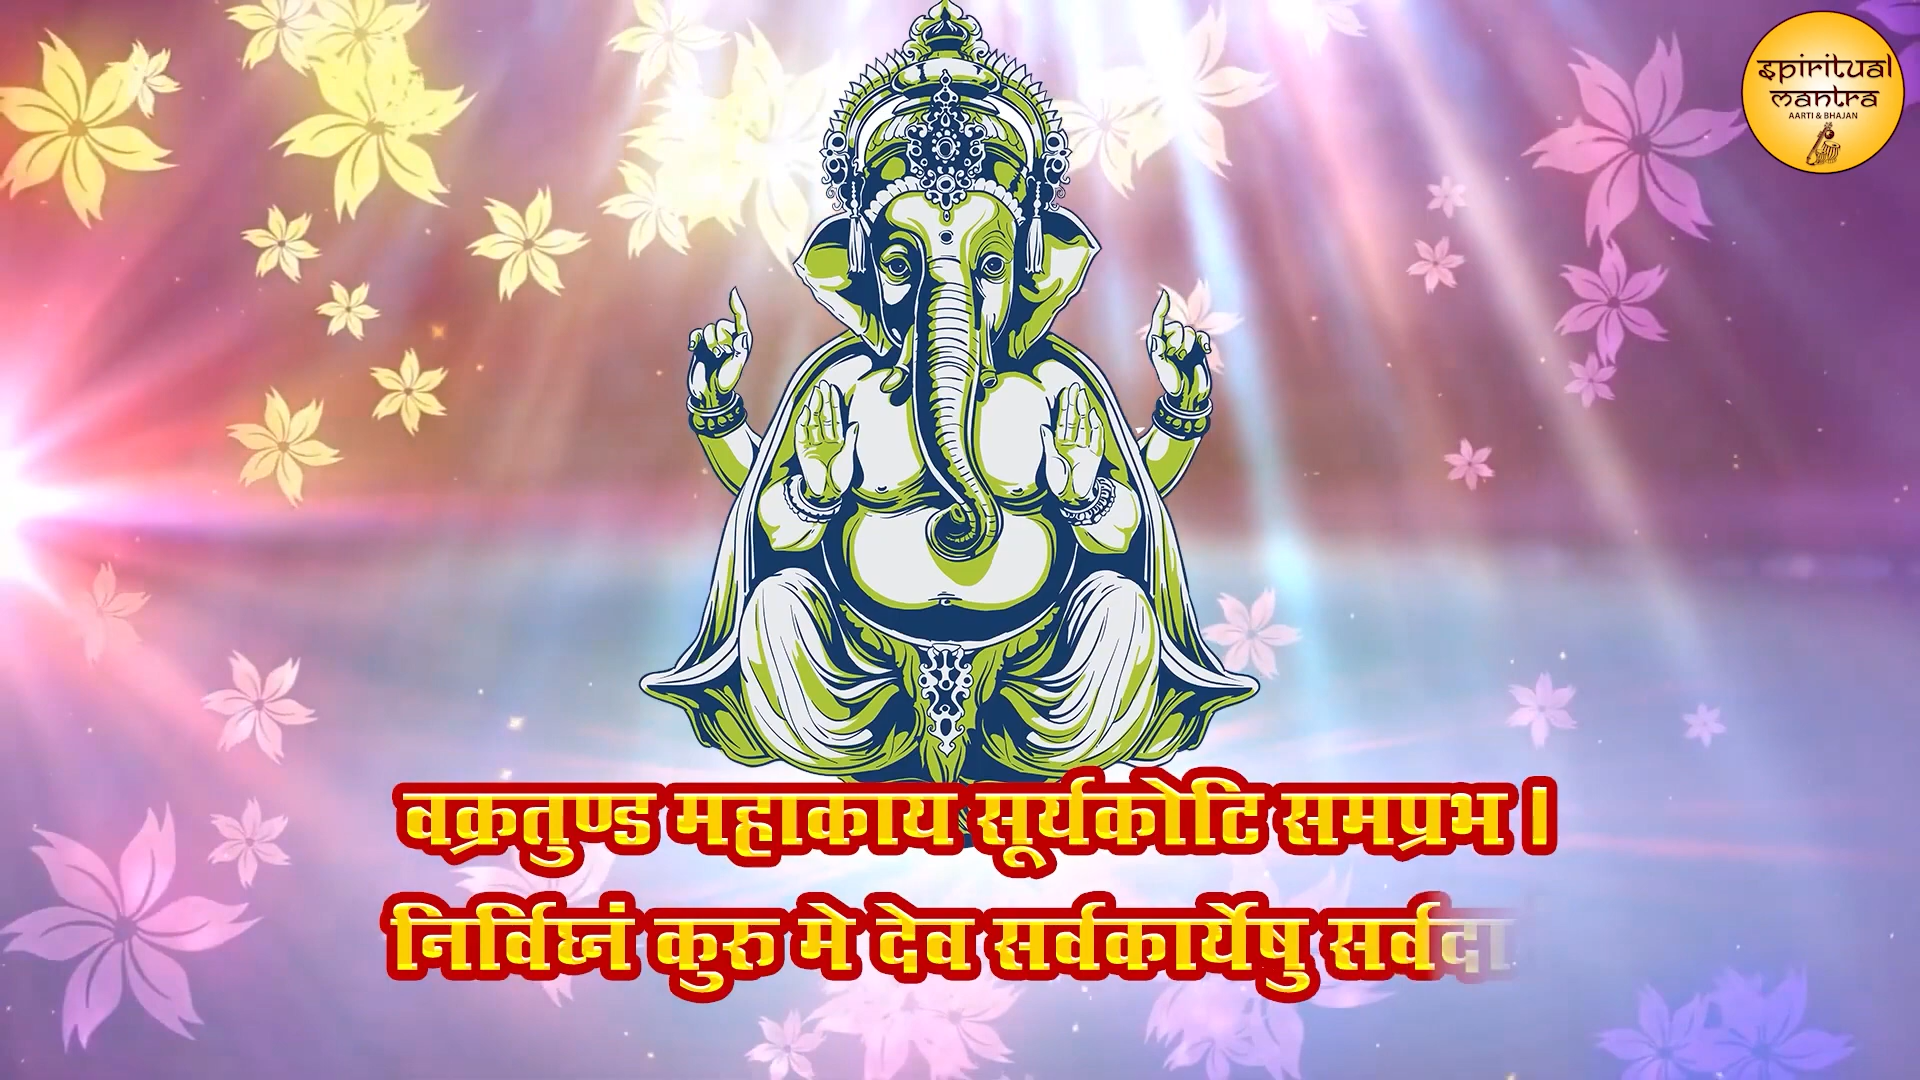 spiritual
mantra
AARTI & BHAJAN
वक्रतुण्ड महाकाय सूर्यकोटि समप्रभ ।
निर्विघ्नं कुरु मे देव सर्वकार्येषु सर्वदा